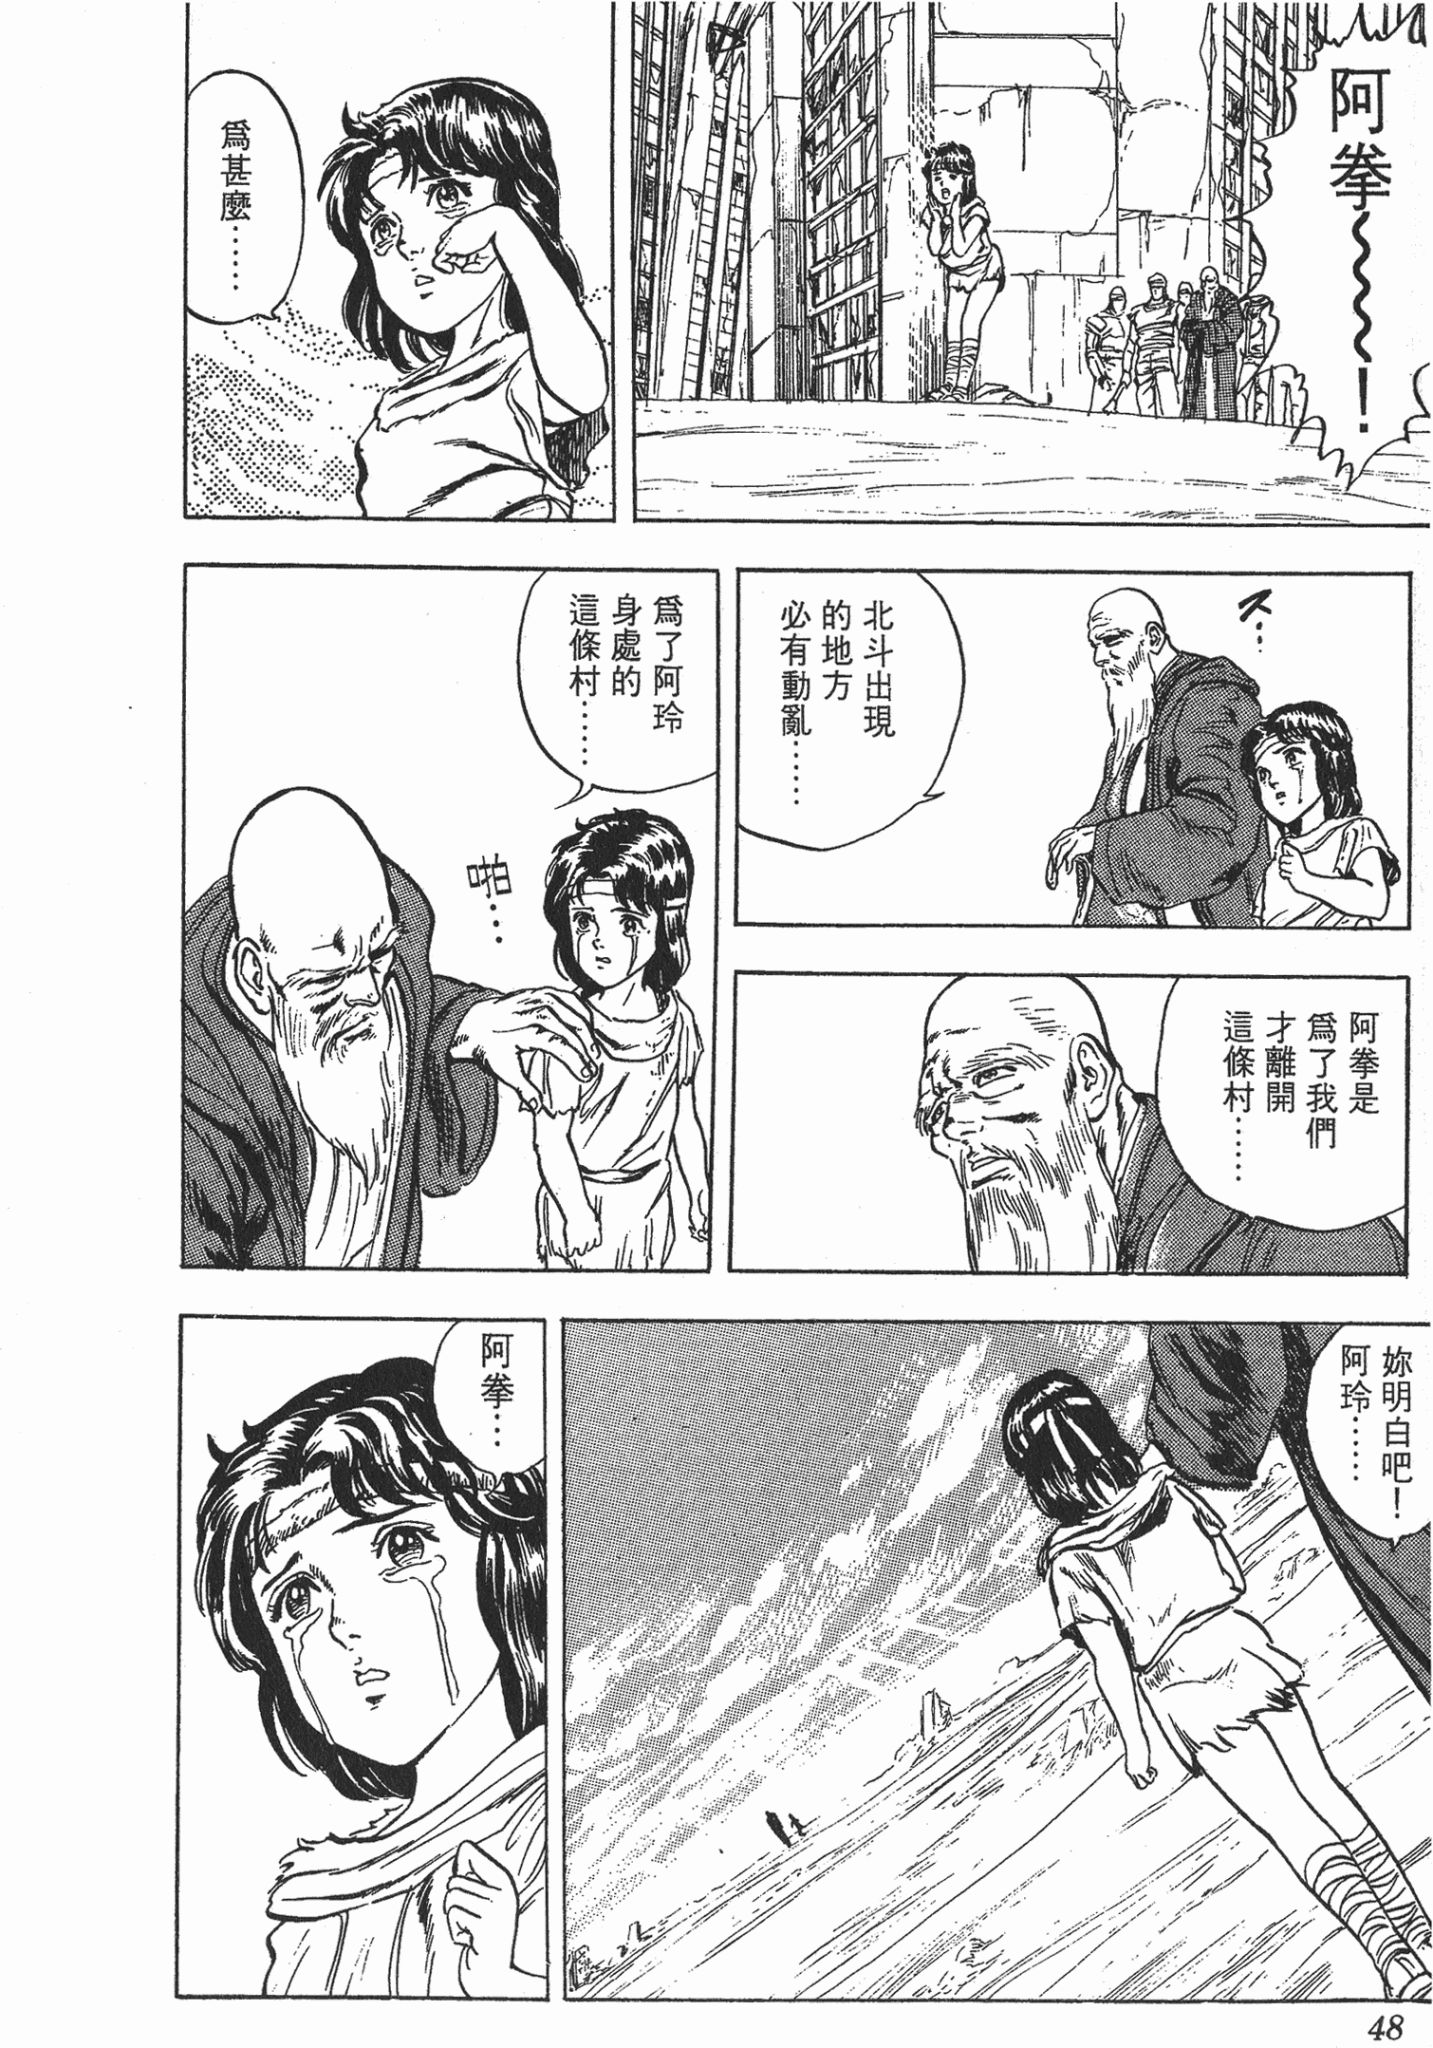 阿拳～～～！
爲甚麼……
ス…
北斗出現
的地方
必有動亂……
阿拳是
爲了我們
才離開
這條村……
爲了阿玲
身處的
這條村……
啪…
妳明白吧！
阿玲……
阿拳…
48